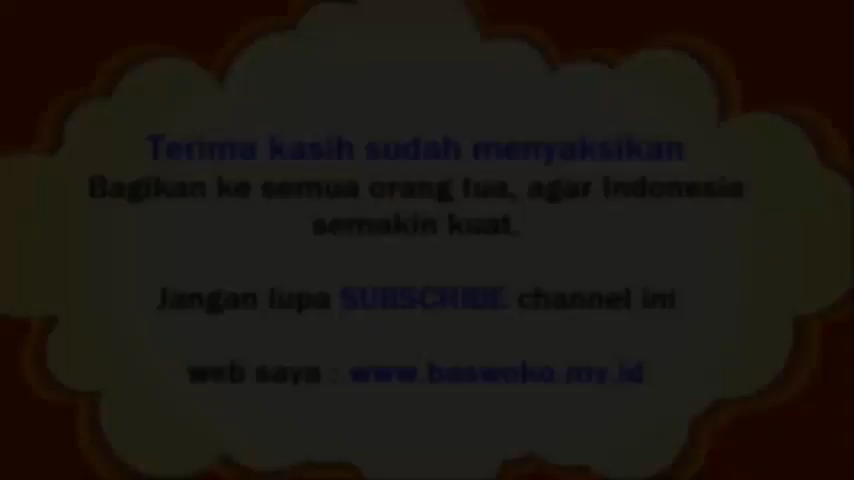 Terima kasih sudah menyaksikan
Bagikan ke semua orang tua, agar Indonesia
semakin kuat.
Jangan lupa SUBSCRIBE channel ini
web saya : www.baswoko.my.id